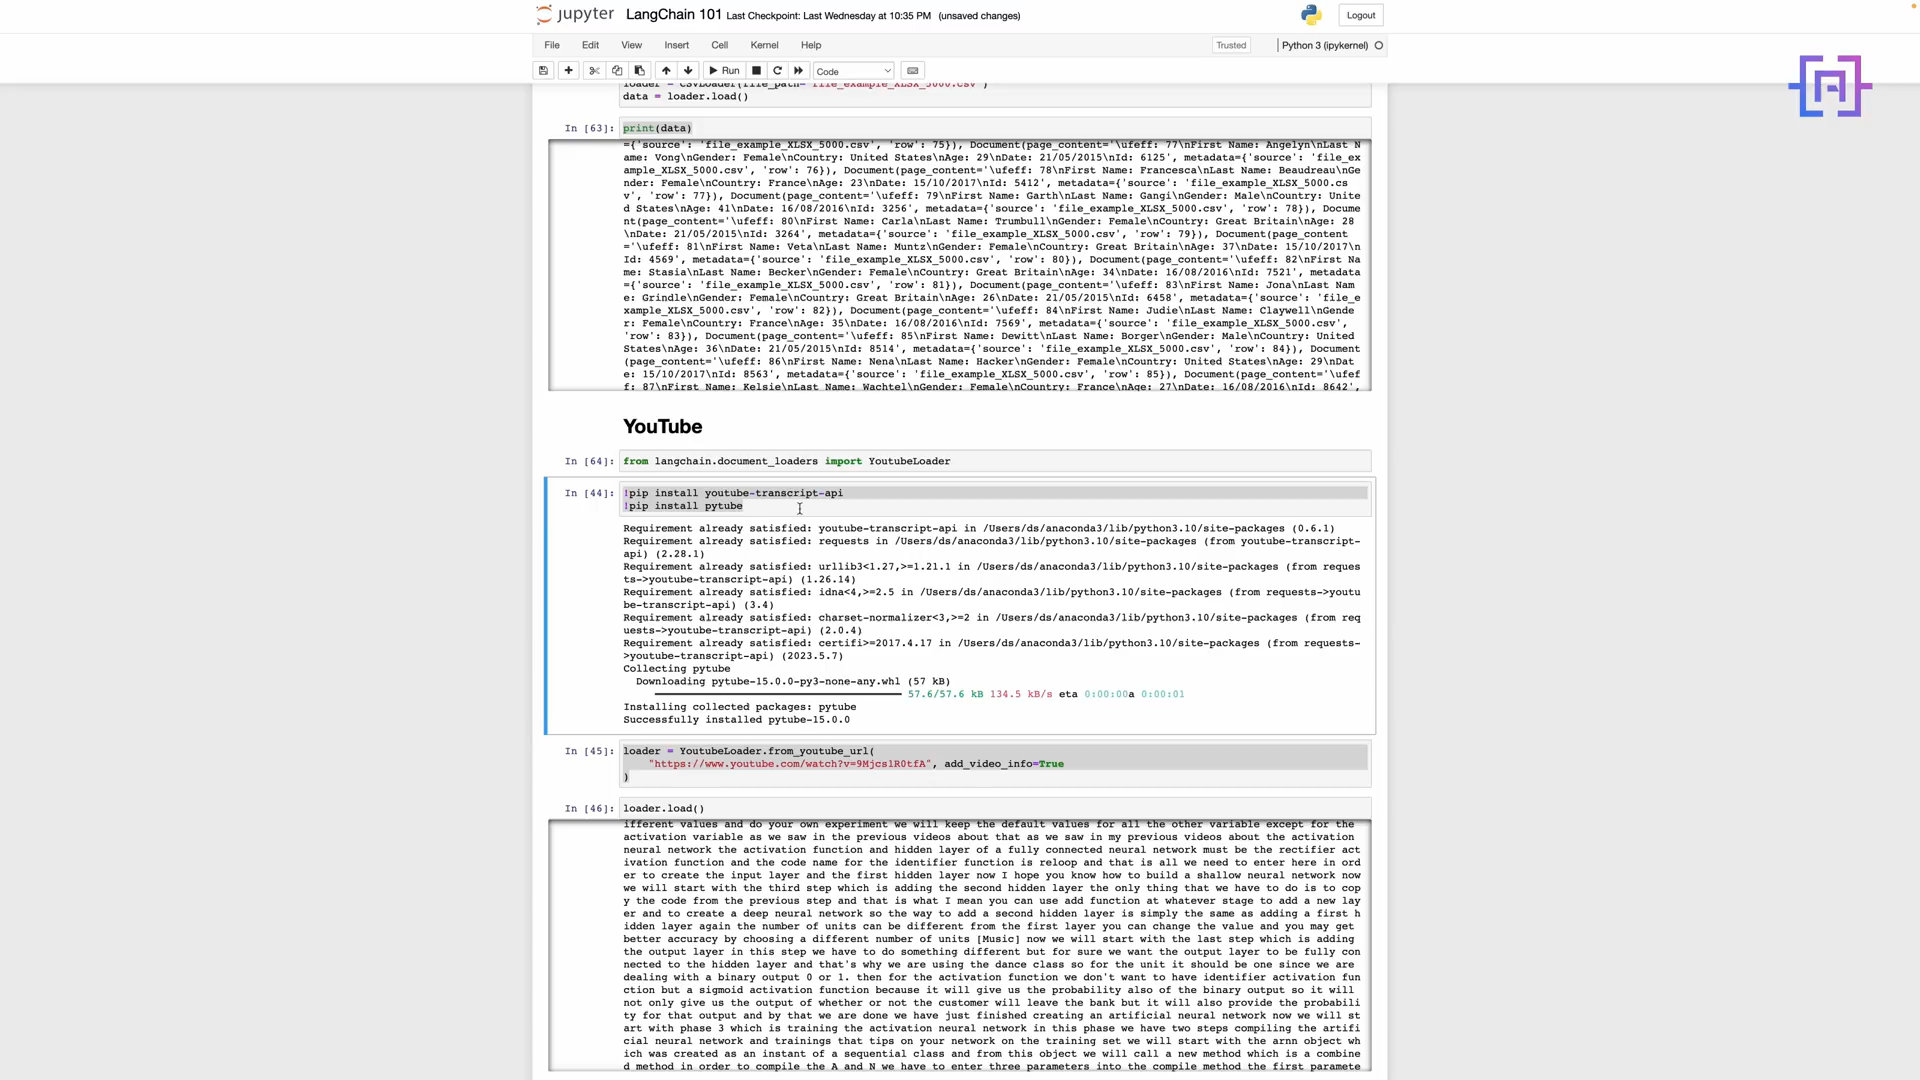 jupyter LangChain 101 Last Checkpoint: Last Wednesday at 10:35 PM (unsaved changes) Logout
File Edit View Insert Cell Kernel Help Trusted Python 3 (ipykernel)
Run Code
loader = CSVLoader(file_path='file_example_XLSX_5000.csv')
data = loader.load()
In [63]: print(data)
={'source': 'file_example_XLSX_5000.csv', 'row': 75}), Document(page_content='\ufeff: 77\nFirst Name: Angelyn\nLast N
ame: Vong\nGender: Female\nCountry: United States\nAge: 29\nDate: 21/05/2015\nId: 6125', metadata={'source': 'file_ex
ample_XLSX_5000.csv', 'row': 76}), Document(page_content='\ufeff: 78\nFirst Name: Francesca\nLast Name: Beaudreau\nGe
nder: Female\nCountry: France\nAge: 23\nDate: 15/10/2017\nId: 5412', metadata={'source': 'file_example_XLSX_5000.cs
v', 'row': 77}), Document(page_content='\ufeff: 79\nFirst Name: Garth\nLast Name: Gangi\nGender: Male\nCountry: Unite
d States\nAge: 41\nDate: 16/08/2016\nId: 3256', metadata={'source': 'file_example_XLSX_5000.csv', 'row': 78}), Docume
nt(page_content='\ufeff: 80\nFirst Name: Carla\nLast Name: Trumbull\nGender: Female\nCountry: Great Britain\nAge: 28
\nDate: 21/05/2015\nId: 3264', metadata={'source': 'file_example_XLSX_5000.csv', 'row': 79}), Document(page_content
='\ufeff: 81\nFirst Name: Veta\nLast Name: Muntz\nGender: Female\nCountry: Great Britain\nAge: 37\nDate: 15/10/2017\n
Id: 4569', metadata={'source': 'file_example_XLSX_5000.csv', 'row': 80}), Document(page_content='\ufeff: 82\nFirst Na
me: Stasia\nLast Name: Becker\nGender: Female\nCountry: Great Britain\nAge: 34\nDate: 16/08/2016\nId: 7521', metadata
={'source': 'file_example_XLSX_5000.csv', 'row': 81}), Document(page_content='\ufeff: 83\nFirst Name: Jona\nLast Nam
e: Grindle\nGender: Female\nCountry: Great Britain\nAge: 26\nDate: 21/05/2015\nId: 6458', metadata={'source': 'file_e
xample_XLSX_5000.csv', 'row': 82}), Document(page_content='\ufeff: 84\nFirst Name: Judie\nLast Name: Claywell\nGende
r: Female\nCountry: France\nAge: 35\nDate: 16/08/2016\nId: 7569', metadata={'source': 'file_example_XLSX_5000.csv',
'row': 83}), Document(page_content='\ufeff: 85\nFirst Name: Dewitt\nLast Name: Borger\nGender: Male\nCountry: United
States\nAge: 36\nDate: 21/05/2015\nId: 8514', metadata={'source': 'file_example_XLSX_5000.csv', 'row': 84}), Document
(page_content='\ufeff: 86\nFirst Name: Nena\nLast Name: Hacker\nGender: Female\nCountry: United States\nAge: 29\nDat
e: 15/10/2017\nId: 8563', metadata={'source': 'file_example_XLSX_5000.csv', 'row': 85}), Document(page_content='\ufef
f: 87\nFirst Name: Kelsie\nLast Name: Wachtel\nGender: Female\nCountry: France\nAge: 27\nDate: 16/08/2016\nId: 8642',
YouTube
In [64]: from langchain.document_loaders import YoutubeLoader
In [44]: !pip install youtube-transcript-api
!pip install pytube
Requirement already satisfied: youtube-transcript-api in /Users/ds/anaconda3/lib/python3.10/site-packages (0.6.1)
Requirement already satisfied: requests in /Users/ds/anaconda3/lib/python3.10/site-packages (from youtube-transcript-
api) (2.28.1)
Requirement already satisfied: urllib3<1.27,>=1.21.1 in /Users/ds/anaconda3/lib/python3.10/site-packages (from reques
ts->youtube-transcript-api) (1.26.14)
Requirement already satisfied: idna<4,>=2.5 in /Users/ds/anaconda3/lib/python3.10/site-packages (from requests->youtu
be-transcript-api) (3.4)
Requirement already satisfied: charset-normalizer<3,>=2 in /Users/ds/anaconda3/lib/python3.10/site-packages (from req
uests->youtube-transcript-api) (2.0.4)
Requirement already satisfied: certifi>=2017.4.17 in /Users/ds/anaconda3/lib/python3.10/site-packages (from requests-
>youtube-transcript-api) (2023.5.7)
Collecting pytube
Downloading pytube-15.0.0-py3-none-any.whl (57 kB)
57.6/57.6 kB 134.5 kB/s eta 0:00:00a 0:00:01
Installing collected packages: pytube
Successfully installed pytube-15.0.0
In [45]: loader = YoutubeLoader.from_youtube_url(
"https://www.youtube.com/watch?v=9Mjcs1R0tfA", add_video_info=True
)
In [46]: loader.load()
ifferent values and do your own experiment we will keep the default values for all the other variable except for the
activation variable as we saw in the previous videos about that as we saw in my previous videos about the activation
neural network the activation function and hidden layer of a fully connected neural network must be the rectifier act
ivation function and the code name for the identifier function is reloop and that is all we need to enter here in ord
er to create the input layer and the first hidden layer now I hope you know how to build a shallow neural network now
we will start with the third step which is adding the second hidden layer the only thing that we have to do is to cop
y the code from the previous step and that is what I mean you can use add function at whatever stage to add a new lay
er and to create a deep neural network so the way to add a second hidden layer is simply the same as adding a first h
idden layer again the number of units can be different from the first layer you can change the value and you may get
better accuracy by choosing a different number of units [Music] now we will start with the last step which is adding
the output layer in this step we have to do something different but for sure we want the output layer to be fully con
nected to the hidden layer and that's why we are using the dance class so for the unit it should be one since we are
dealing with a binary output 0 or 1. then for the activation function we don't want to have identifier activation fun
ction but a sigmoid activation function because it will give us the probability also of the binary output so it will
not only give us the output of whether or not the customer will leave the bank but it will also provide the probabili
ty for that output and by that we are done we have just finished creating an artificial neural network now we will st
art with phase 3 which is training the activation neural network in this phase we have two steps compiling the artifi
cial neural network and trainings that tips on your network on the training set we will start with the arnn object wh
ich was created as an instant of a sequential class and from this object we will call a new method which is a combine
d method in order to compile the A and N we have to enter three parameters into the compile method the first paramete